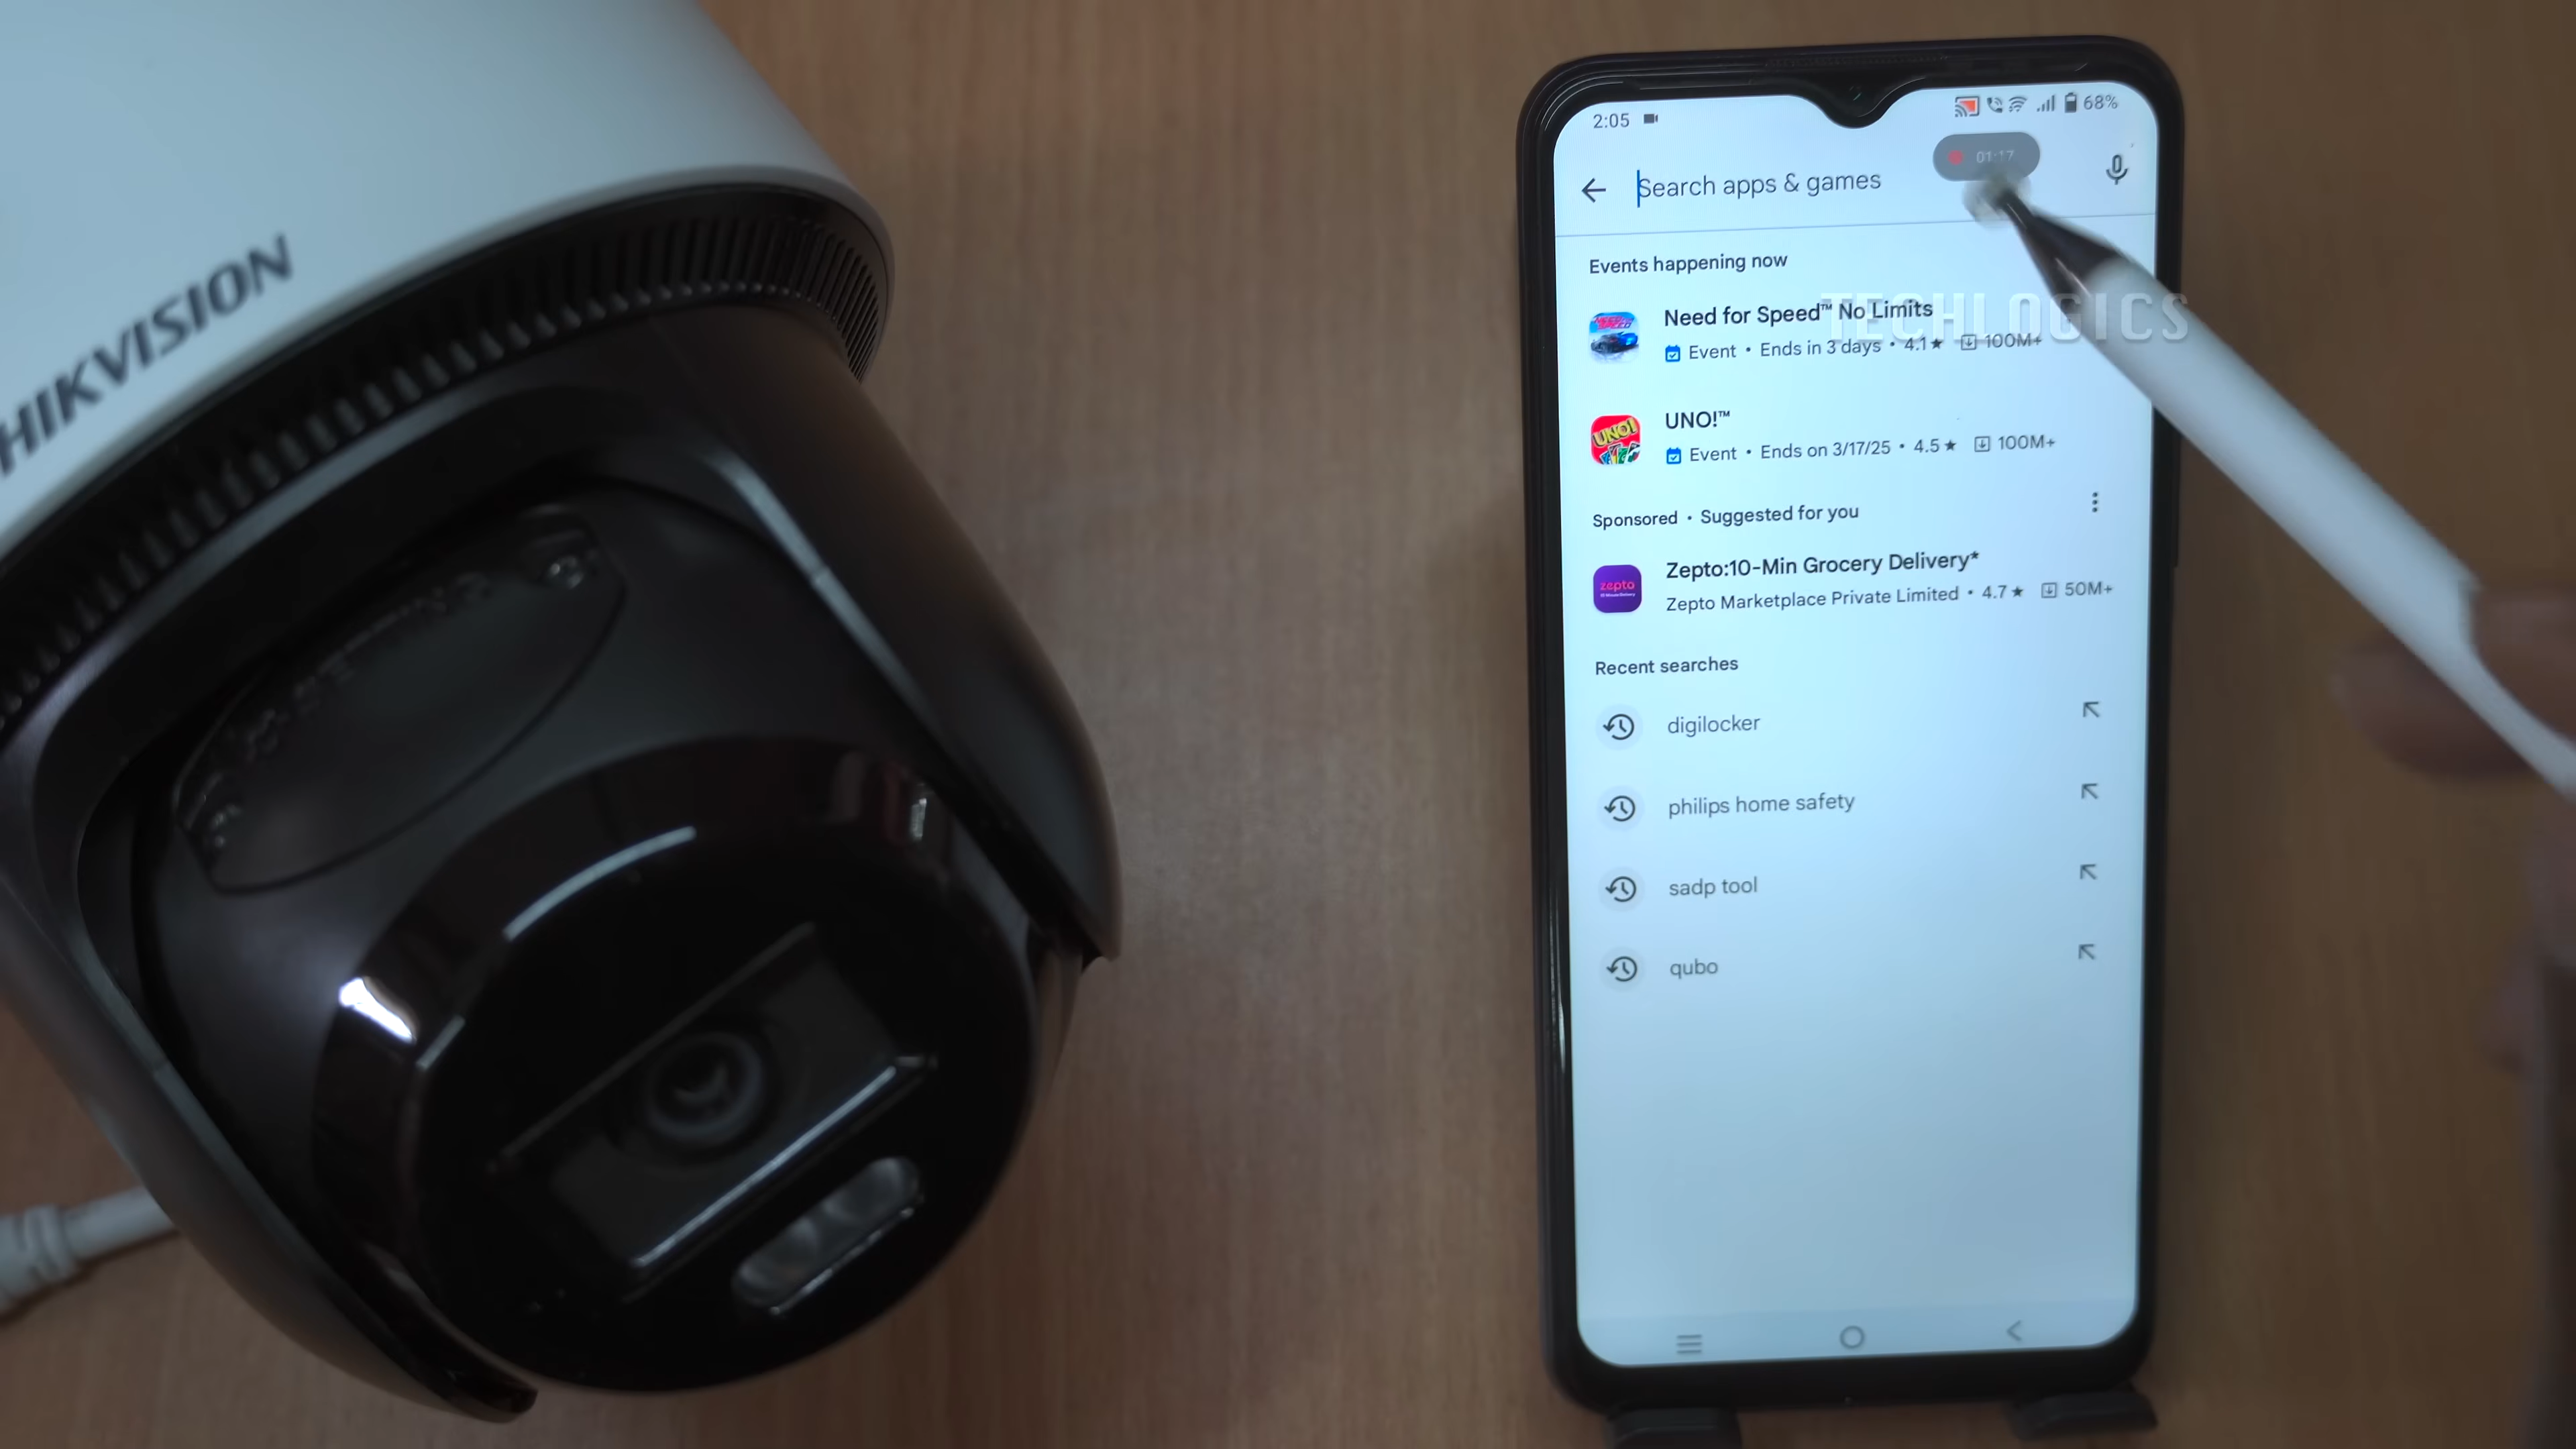 HIKVISION
2:05
68%
01:17
Search apps & games
Events happening now
Need for Speed™ No Limits
Event • Ends in 3 days • 4.1★ 100M+
TECHLOGICS
UNO!™
Event • Ends on 3/17/25 • 4.5★ 100M+
Sponsored • Suggested for you
Zepto:10-Min Grocery Delivery*
zepto
Zepto Marketplace Private Limited • 4.7★ 50M+
Recent searches
digilocker
philips home safety
sadp tool
qubo